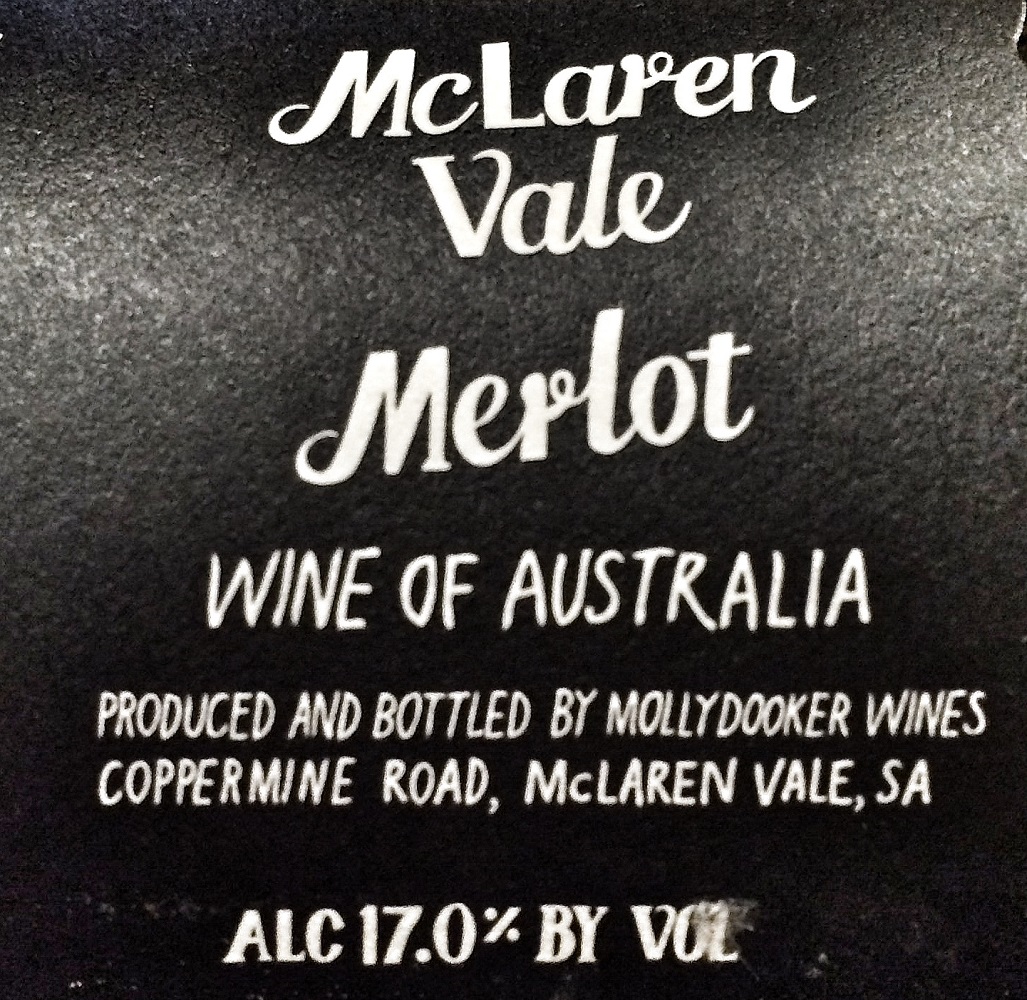 McLaren
Vale
Merlot
WINE OF AUSTRALIA
PRODUCED AND BOTTLED BY MOLLYDOOKER WINES
COPPERMINE ROAD, McLAREN VALE, SA
ALC 17.0% BY VOL